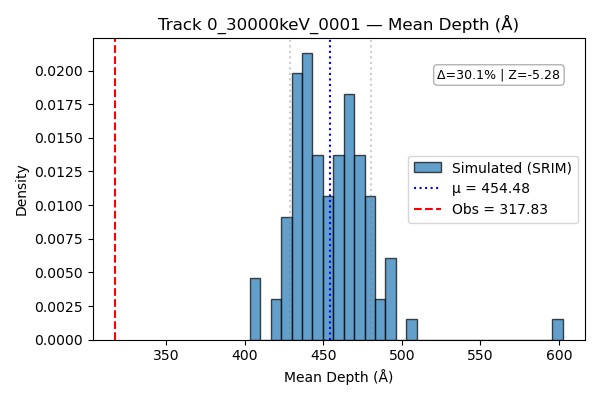 Track 0_30000keV_0001 — Mean Depth (Å)
Δ=30.1% | Z=-5.28
Simulated (SRIM)
μ = 454.48
Obs = 317.83
Density
0.0200
0.0175
0.0150
0.0125
0.0100
0.0075
0.0050
0.0025
0.0000
350 400 450 500 550 600
Mean Depth (Å)